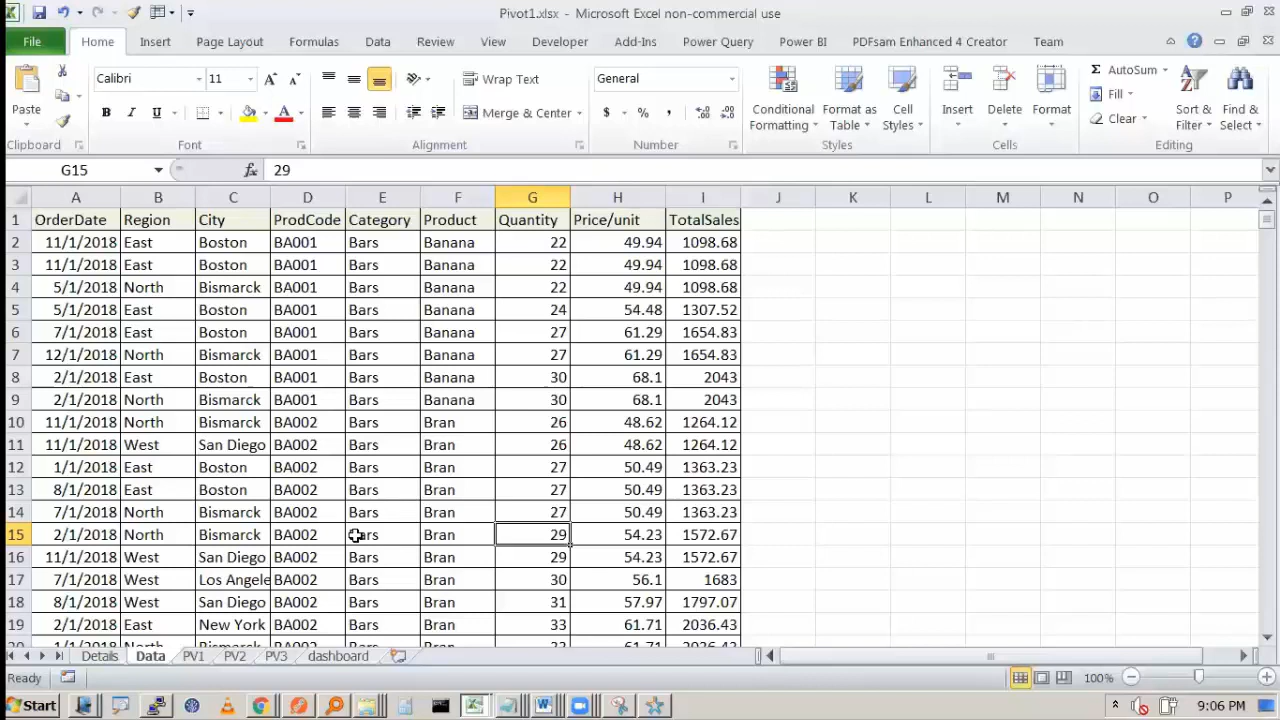 Pivot1.xlsx - Microsoft Excel non-commercial use
File Home Insert Page Layout Formulas Data Review View Developer Add-Ins Power Query Power BI PDFsam Enhanced 4 Creator Team
Paste Calibri 11 Wrap Text General Conditional Formatting Format as Table Cell Styles Insert Delete Format AutoSum Sort & Filter Find & Select
B I U Merge & Center $ % , Fill
Clear
Clipboard Font Alignment Number Styles Cells Editing
G15 fx 29
A B C D E F G H I J K L M N O P
1 OrderDate Region City ProdCode Category Product Quantity Price/unit TotalSales
2 11/1/2018 East Boston BA001 Bars Banana 22 49.94 1098.68
3 11/1/2018 East Boston BA001 Bars Banana 22 49.94 1098.68
4 5/1/2018 North Bismarck BA001 Bars Banana 22 49.94 1098.68
5 5/1/2018 East Boston BA001 Bars Banana 24 54.48 1307.52
6 7/1/2018 East Boston BA001 Bars Banana 27 61.29 1654.83
7 12/1/2018 North Bismarck BA001 Bars Banana 27 61.29 1654.83
8 2/1/2018 East Boston BA001 Bars Banana 30 68.1 2043
9 2/1/2018 North Bismarck BA001 Bars Banana 30 68.1 2043
10 11/1/2018 North Bismarck BA002 Bars Bran 26 48.62 1264.12
11 11/1/2018 West San Diego BA002 Bars Bran 26 48.62 1264.12
12 1/1/2018 East Boston BA002 Bars Bran 27 50.49 1363.23
13 8/1/2018 East Boston BA002 Bars Bran 27 50.49 1363.23
14 7/1/2018 North Bismarck BA002 Bars Bran 27 50.49 1363.23
15 2/1/2018 North Bismarck BA002 Bars Bran 29 54.23 1572.67
16 11/1/2018 West San Diego BA002 Bars Bran 29 54.23 1572.67
17 7/1/2018 West Los Angele BA002 Bars Bran 30 56.1 1683
18 8/1/2018 West San Diego BA002 Bars Bran 31 57.97 1797.07
19 2/1/2018 East New York BA002 Bars Bran 33 61.71 2036.43
20 1/1/2018 North Bismarck BA002 Bars Bran 33 61.71 2036.43
Details Data PV1 PV2 PV3 dashboard
Ready 100%
Start 9:06 PM